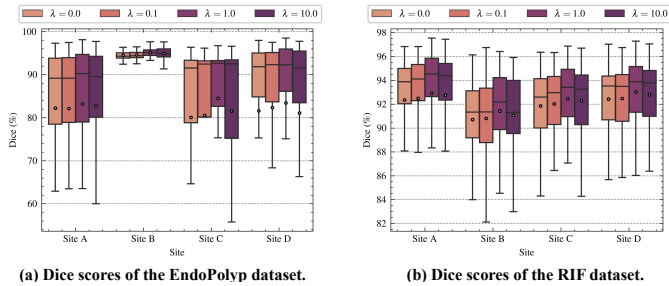 λ = 0.0 λ = 0.1 λ = 1.0 λ = 10.0
100
90
80
70
60
Dice (%)
Site A Site B Site C Site D
Site
(a) Dice scores of the EndoPolyp dataset.
λ = 0.0 λ = 0.1 λ = 1.0 λ = 10.0
98
96
94
92
90
88
86
84
82
Dice (%)
Site A Site B Site C Site D
Site
(b) Dice scores of the RIF dataset.